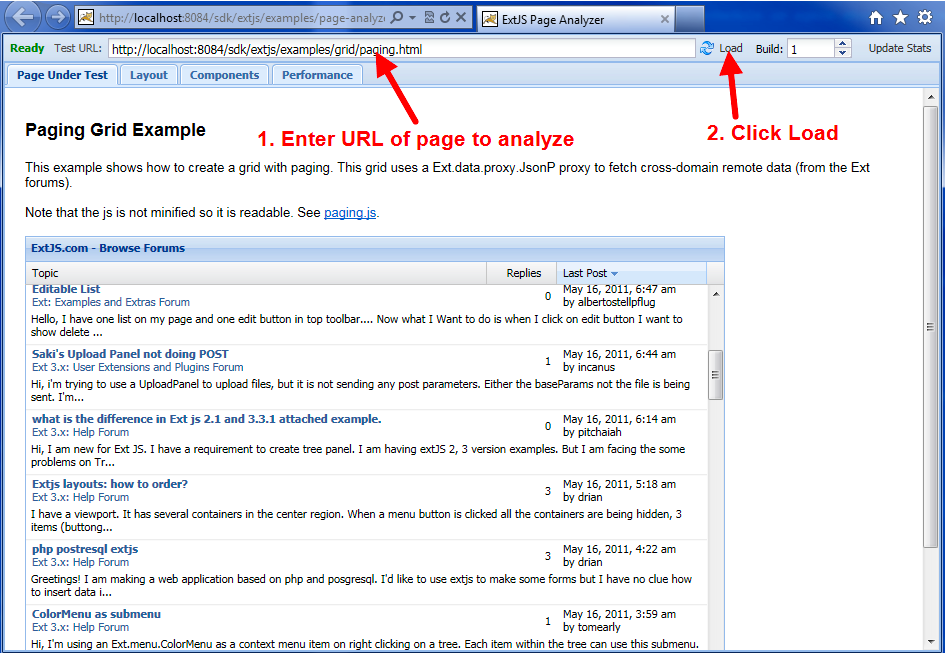 http://localhost:8084/sdk/extjs/examples/page-analyz
ExtJS Page Analyzer
Ready Test URL: http://localhost:8084/sdk/extjs/examples/grid/paging.html Load Build: 1 Update Stats
Page Under Test Layout Components Performance
1. Enter URL of page to analyze
2. Click Load
Paging Grid Example
This example shows how to create a grid with paging. This grid uses a Ext.data.proxy.JsonP proxy to fetch cross-domain remote data (from the Ext
forums).
Note that the js is not minified so it is readable. See paging.js.
ExtJS.com - Browse Forums
Topic Replies Last Post
Editable List 0 May 16, 2011, 6:47 am
Ext: Examples and Extras Forum by albertostellpflug
Hello, I have one list on my page and one edit button in top toolbar.... Now what I Want to do is when I click on edit button I want to
show delete ...
Saki's Upload Panel not doing POST 1 May 16, 2011, 6:44 am
Ext 3.x: User Extensions and Plugins Forum by incanus
Hi, i'm trying to use a UploadPanel to upload files, but it is not sending any post parameters. Either the baseParams not the file is being
sent. I'm...
what is the difference in Ext js 2.1 and 3.3.1 attached example. 0 May 16, 2011, 6:14 am
Ext 3.x: Help Forum by pitchaiah
Hi, I am new for Ext JS. I have a requirement to create tree panel. I am having extJS 2, 3 version examples. But I am facing the some
problems on Tr...
Extjs layouts: how to order? 3 May 16, 2011, 5:18 am
Ext 3.x: Help Forum by drian
I have a viewport. It has several containers in the center region. When a menu button is clicked all the containers are being hidden, 3
items (buttong...
php postresql extjs 3 May 16, 2011, 4:22 am
Ext 3.x: Help Forum by drian
Greetings! I am making a web application based on php and posgresql. I'd like to use extjs to make some forms but I have no clue how
to insert data i...
ColorMenu as submenu 1 May 16, 2011, 3:59 am
Ext 3.x: Help Forum by tomearly
Hi, I'm using an Ext.menu.ColorMenu as a context menu item on right clicking on a tree. Each item within the tree can use this submenu.